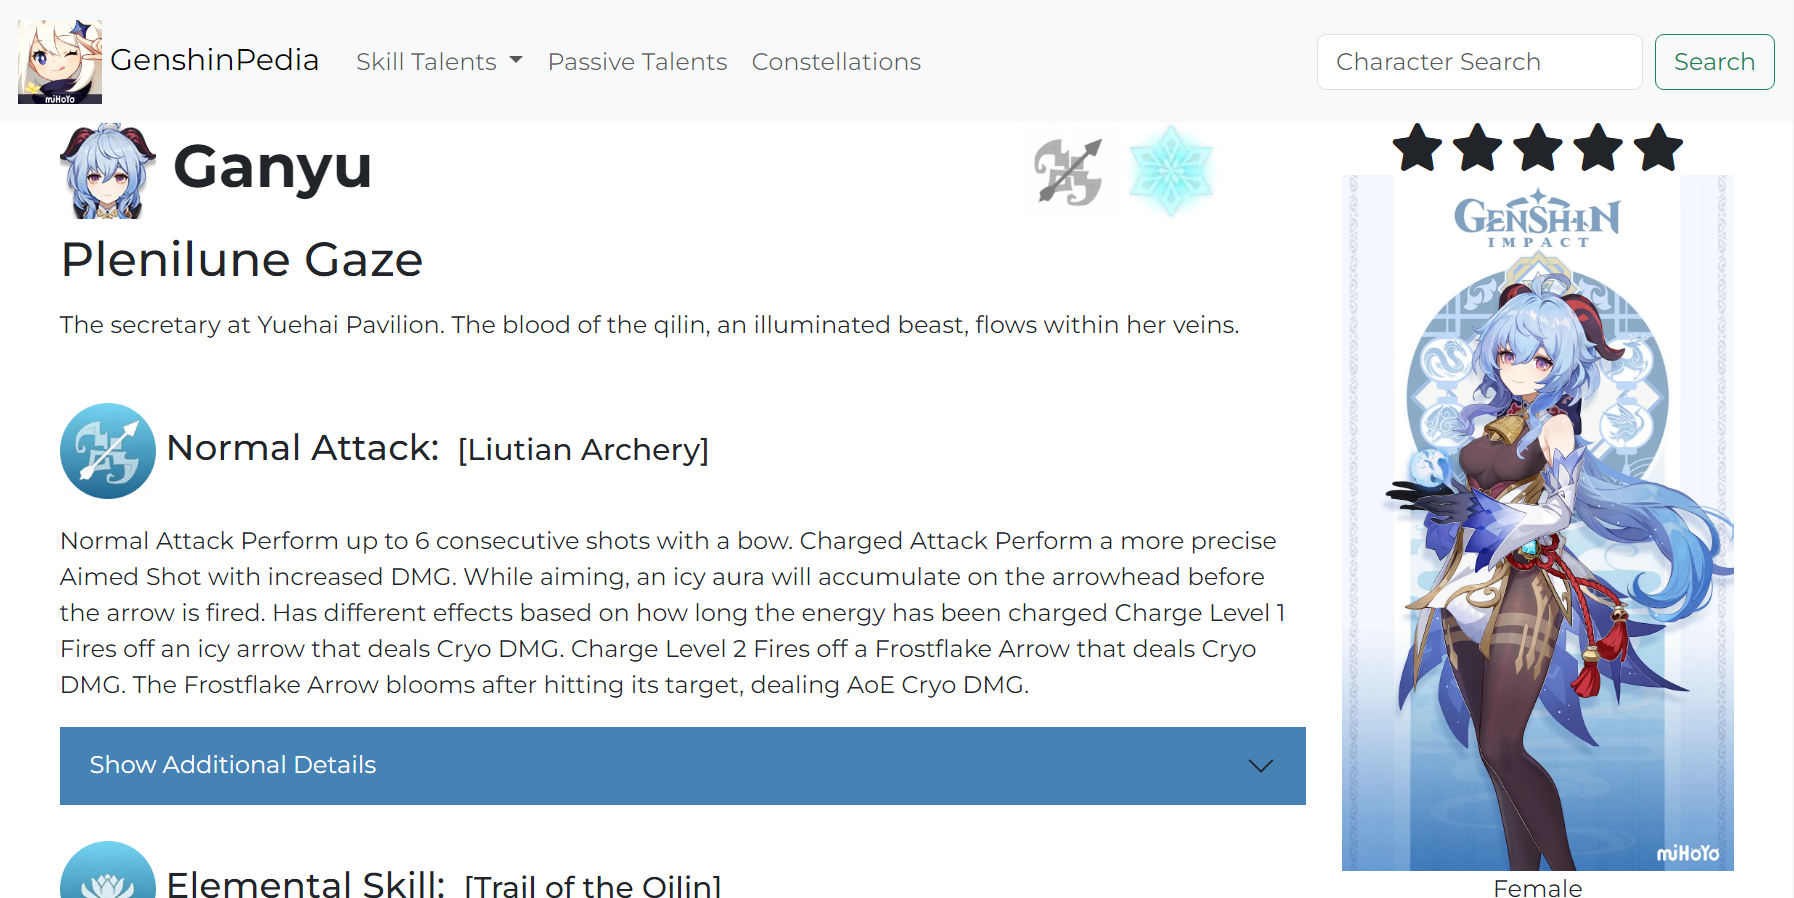 miHoYo
GenshinPedia
Skill Talents
Passive Talents
Constellations
Character Search
Search
Ganyu
Plenilune Gaze
The secretary at Yuehai Pavilion. The blood of the qilin, an illuminated beast, flows within her veins.
Normal Attack: [Liutian Archery]
Normal Attack Perform up to 6 consecutive shots with a bow. Charged Attack Perform a more precise
Aimed Shot with increased DMG. While aiming, an icy aura will accumulate on the arrowhead before
the arrow is fired. Has different effects based on how long the energy has been charged Charge Level 1
Fires off an icy arrow that deals Cryo DMG. Charge Level 2 Fires off a Frostflake Arrow that deals Cryo
DMG. The Frostflake Arrow blooms after hitting its target, dealing AoE Cryo DMG.
Show Additional Details
Elemental Skill: [Trail of the Qilin]
GENSHIN
IMPACT
miHoYo
Female